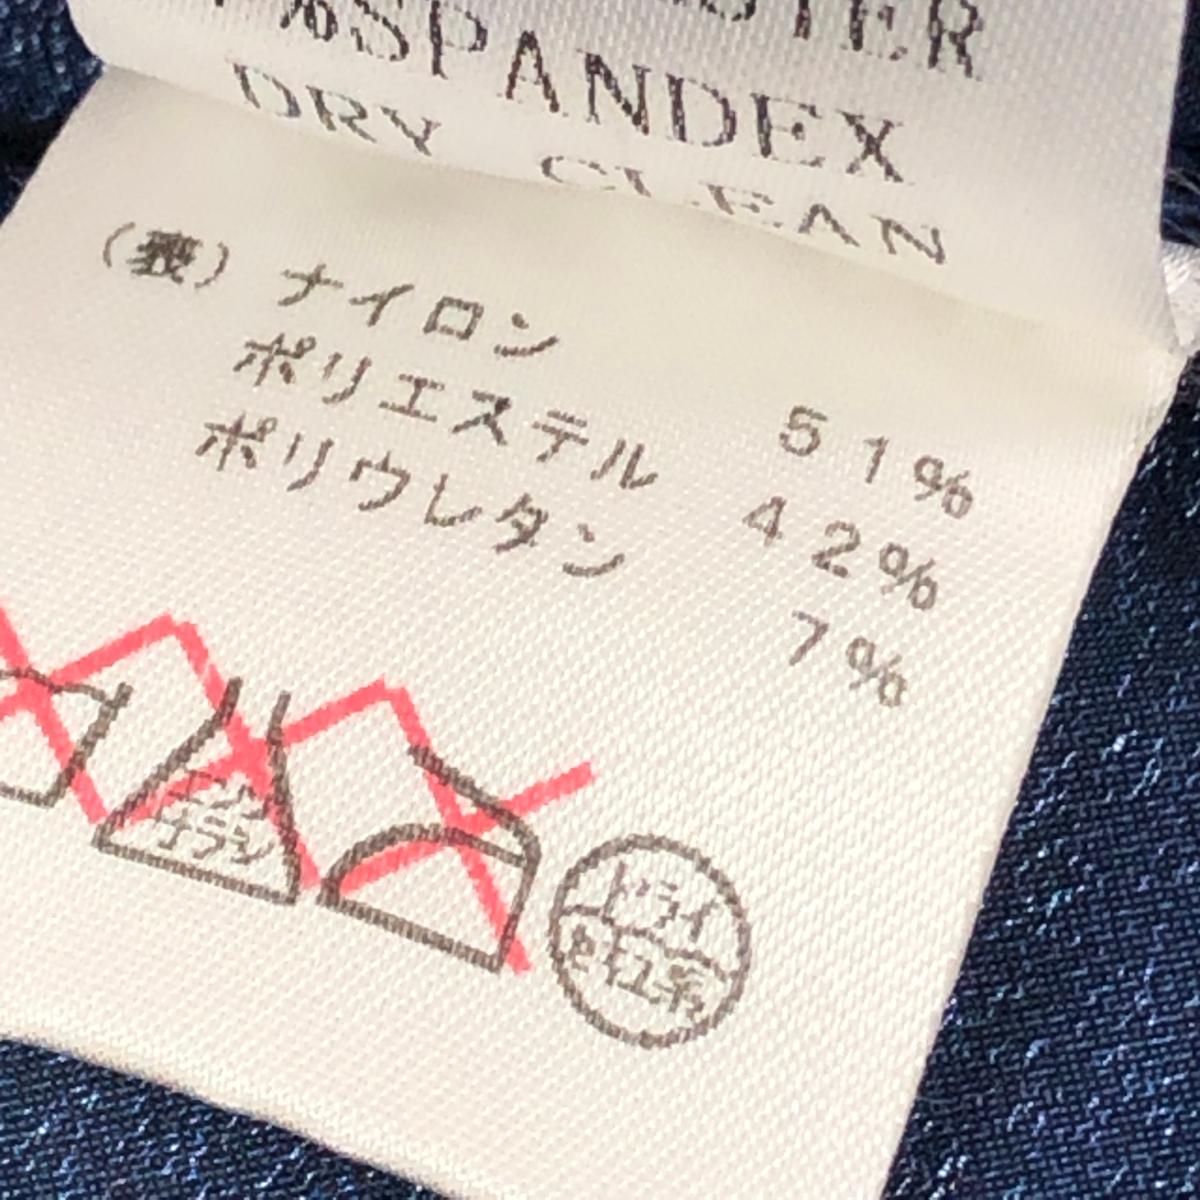 STER
%SPANDEX
DRY CLEAN
(表) ナイロン 51%
ポリエステル 42%
ポリウレタン 7%
エンソ
サラシ
ドライ
セキユ系